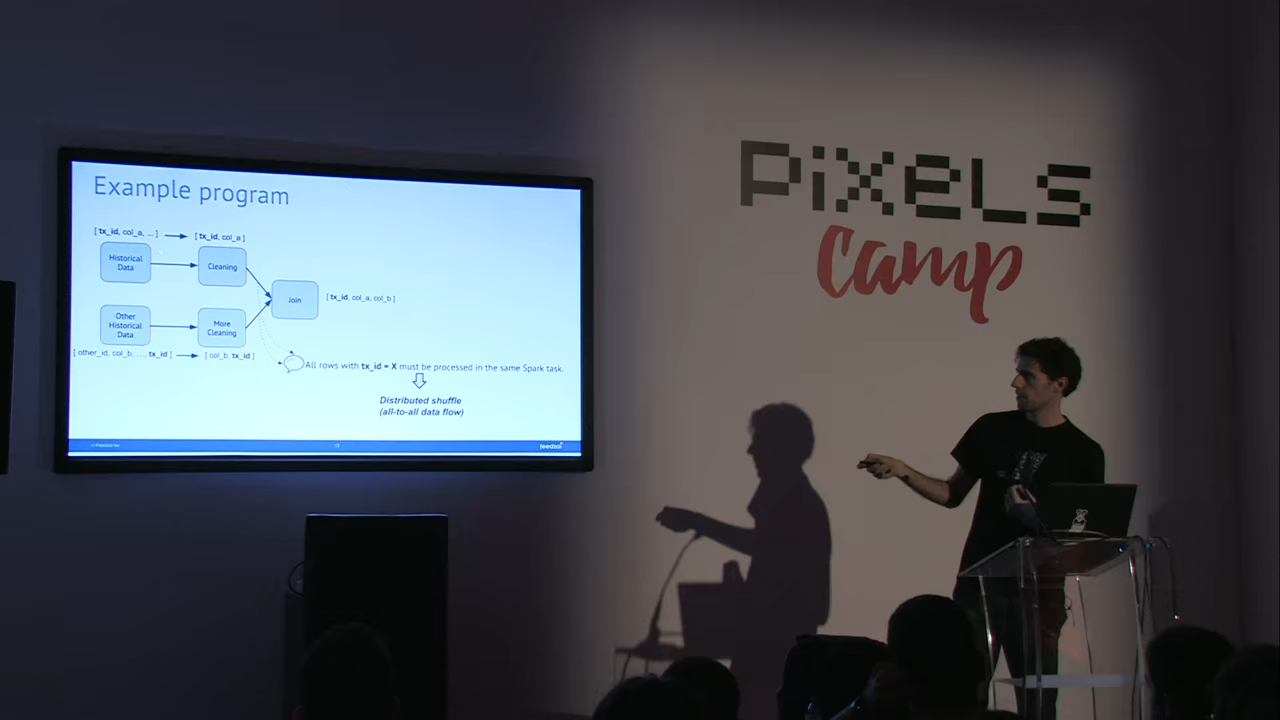 Example program
[ tx_id, col_a, ... ]
[ tx_id, col_a ]
Historical
Data
Cleaning
Join
[ tx_id, col_a, col_b ]
Other
Historical
Data
More
Cleaning
[ other_id, col_b, ..., tx_id ]
[ col_b, tx_id ]
All rows with tx_id = X must be processed in the same Spark task.
Distributed shuffle
(all-to-all data flow)
feedzai
pixels
camp